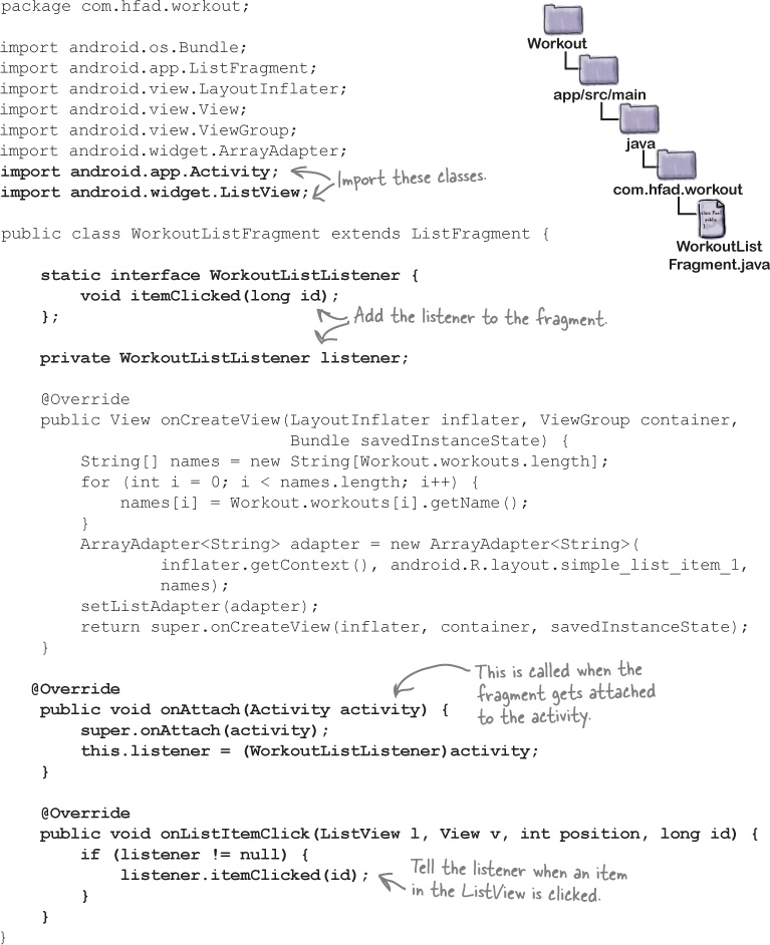 package com.hfad.workout;
import android.os.Bundle;
import android.app.ListFragment;
import android.view.LayoutInflater;
import android.view.View;
import android.view.ViewGroup;
import android.widget.ArrayAdapter;
import android.app.Activity;
import android.widget.ListView;
Import these classes.
Workout
app/src/main
java
com.hfad.workout
WorkoutList
Fragment.java
public class WorkoutListFragment extends ListFragment {
static interface WorkoutListListener {
void itemClicked(long id);
};
Add the listener to the fragment.
private WorkoutListListener listener;
@Override
public View onCreateView(LayoutInflater inflater, ViewGroup container,
Bundle savedInstanceState) {
String[] names = new String[Workout.workouts.length];
for (int i = 0; i < names.length; i++) {
names[i] = Workout.workouts[i].getName();
}
ArrayAdapter<String> adapter = new ArrayAdapter<String>(
inflater.getContext(), android.R.layout.simple_list_item_1,
names);
setListAdapter(adapter);
return super.onCreateView(inflater, container, savedInstanceState);
}
This is called when the
fragment gets attached
to the activity.
@Override
public void onAttach(Activity activity) {
super.onAttach(activity);
this.listener = (WorkoutListListener)activity;
}
@Override
public void onListItemClick(ListView l, View v, int position, long id) {
if (listener != null) {
listener.itemClicked(id);
Tell the listener when an item
in the ListView is clicked.
}
}
}